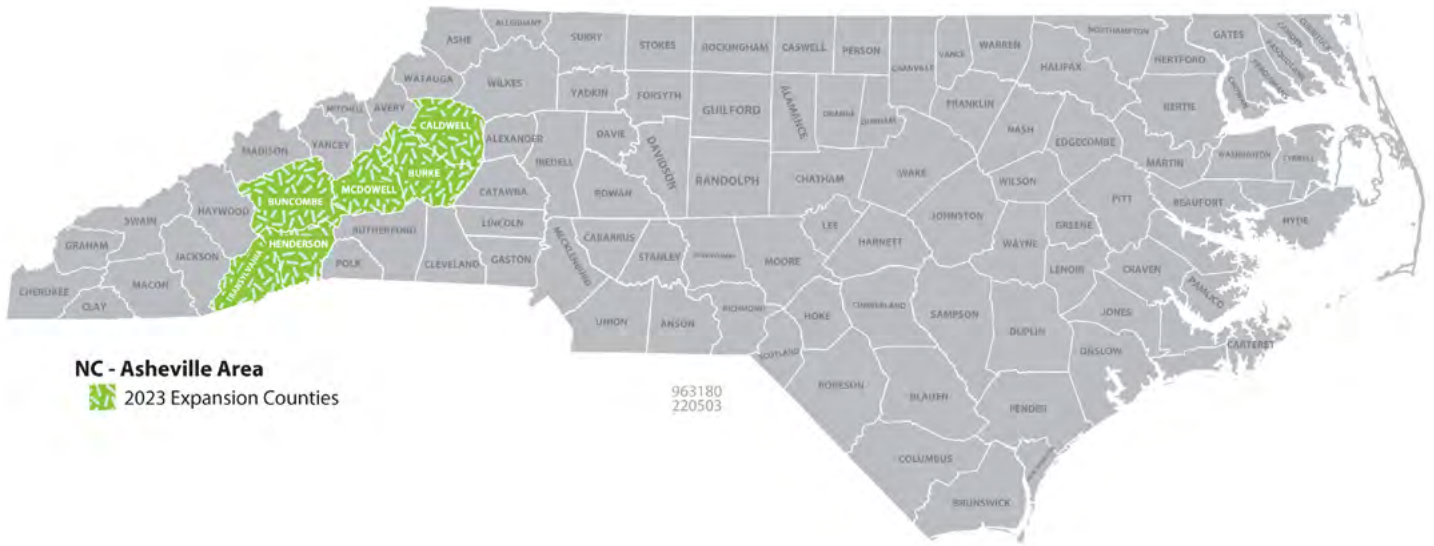 ALLEGHANY
ASHE
SURRY
STOKES
ROCKINGHAM
CASWELL
PERSON
GRANVILLE
VANCE
WARREN
NORTHAMPTON
GATES
CAMDEN
CURRITUCK
PASQUOTANK
PERQUIMANS
CHOWAN
HERTFORD
HALIFAX
WATAUGA
WILKES
YADKIN
FORSYTH
GUILFORD
ALAMANCE
ORANGE
DURHAM
FRANKLIN
BERTIE
MITCHELL
AVERY
CALDWELL
ALEXANDER
DAVIE
NASH
EDGECOMBE
MADISON
YANCEY
IREDELL
DAVIDSON
MARTIN
WASHINGTON
TYRRELL
BURKE
MCDOWELL
CATAWBA
ROWAN
RANDOLPH
CHATHAM
WAKE
WILSON
PITT
BEAUFORT
BUNCOMBE
HAYWOOD
SWAIN
LINCOLN
RUTHERFORD
JOHNSTON
GREENE
HYDE
GRAHAM
HENDERSON
JACKSON
POLK
CLEVELAND
GASTON
MECKLENBURG
CABARRUS
STANLEY
MOORE
LEE
HARNETT
WAYNE
LENOIR
CRAVEN
PAMLICO
TRANSYLVANIA
CHEROKEE
MACON
CLAY
UNION
ANSON
RICHMOND
HOKE
CUMBERLAND
SAMPSON
DUPLIN
JONES
ONSLOW
CARTERET
SCOTLAND
ROBESON
BLADEN
PENDER
COLUMBUS
BRUNSWICK
NC - Asheville Area
2023 Expansion Counties
963180
220503